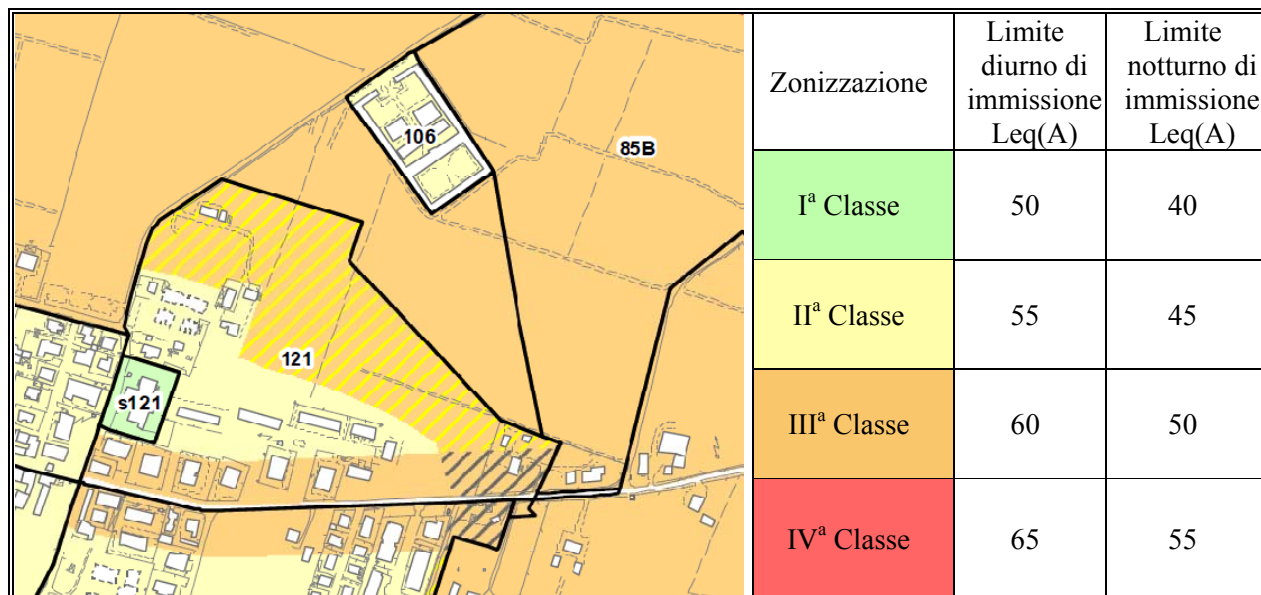 106
85B
121
s121
Zonizzazione
Limite
diurno di
immissione
Leq(A)
Limite
notturno di
immissione
Leq(A)
Iª Classe
50
40
IIª Classe
55
45
IIIª Classe
60
50
IVª Classe
65
55